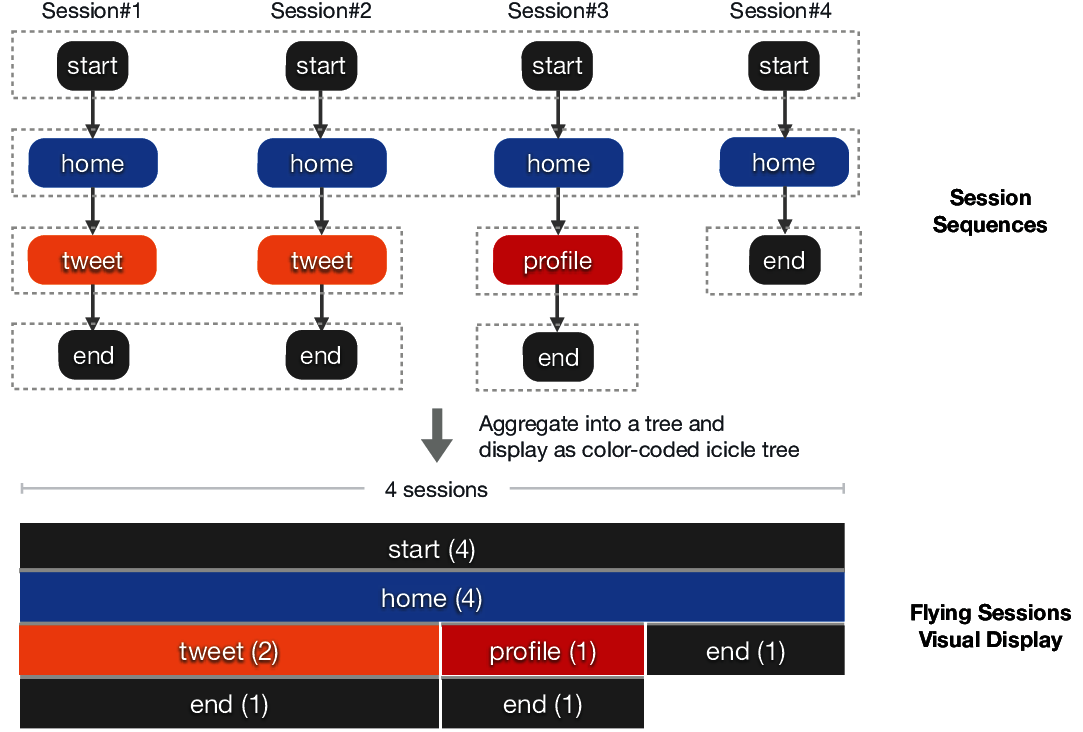 Session#1 Session#2 Session#3 Session#4
start start start start
home home home home
Session
Sequences
tweet tweet profile end
end end end
Aggregate into a tree and
display as color-coded icicle tree
4 sessions
start (4)
home (4)
Flying Sessions
Visual Display
tweet (2) profile (1) end (1)
end (1) end (1)